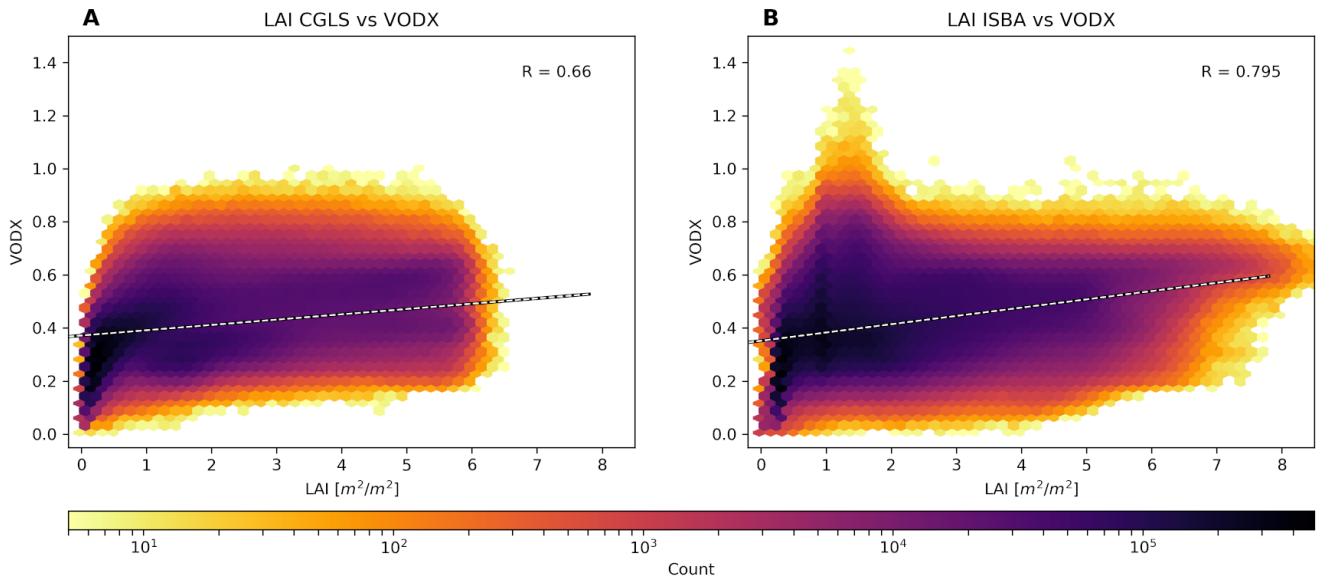 A LAI CGLS vs VODX
R = 0.66
1.4
1.2
1.0
0.8
0.6
0.4
0.2
0.0
VODX
0 1 2 3 4 5 6 7 8
LAI [m²/m²]
B LAI ISBA vs VODX
R = 0.795
1.4
1.2
1.0
0.8
0.6
0.4
0.2
0.0
VODX
0 1 2 3 4 5 6 7 8
LAI [m²/m²]
10¹ 10² 10³ 10⁴ 10⁵
Count